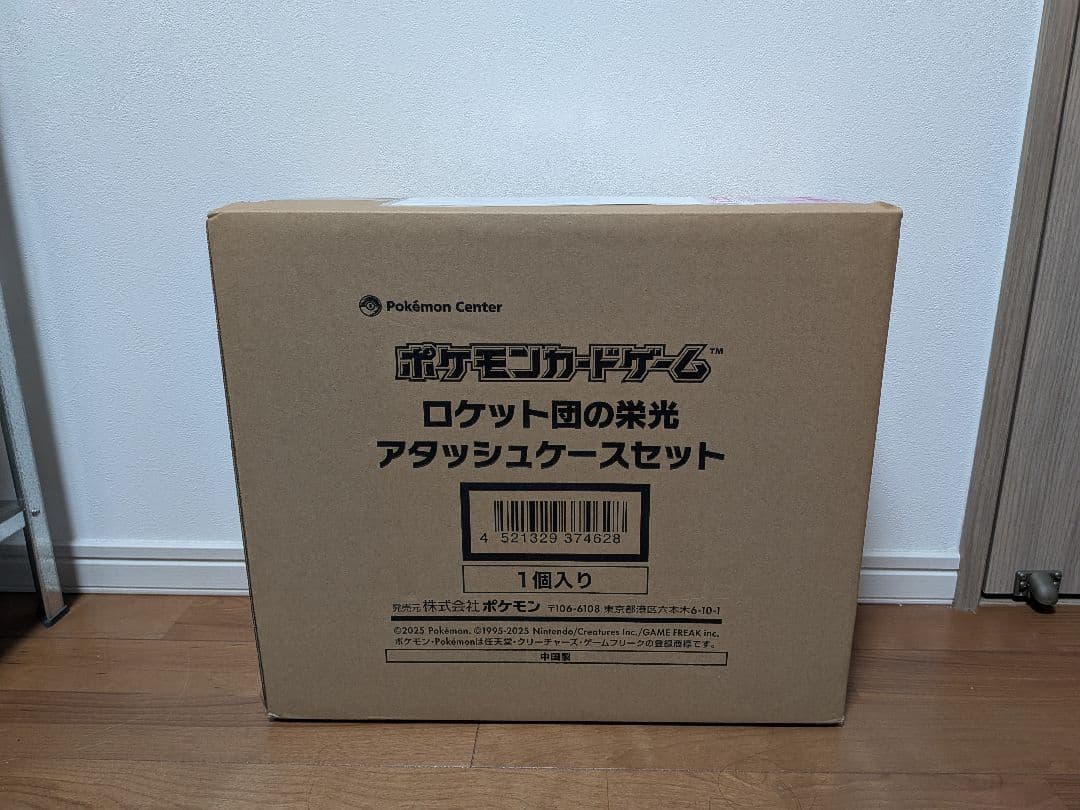 Pokémon Center
ポケモンカードゲーム™
ロケット団の栄光
アタッシュケースセット
4 521329 374628
1個入り
発売元 株式会社ポケモン 〒106-6108 東京都港区六本木6-10-1
©2025 Pokémon. ©1995-2025 Nintendo/Creatures Inc./GAME FREAK inc.
ポケモン・Pokémonは任天堂・クリーチャーズ・ゲームフリークの登録商標です。
中国製